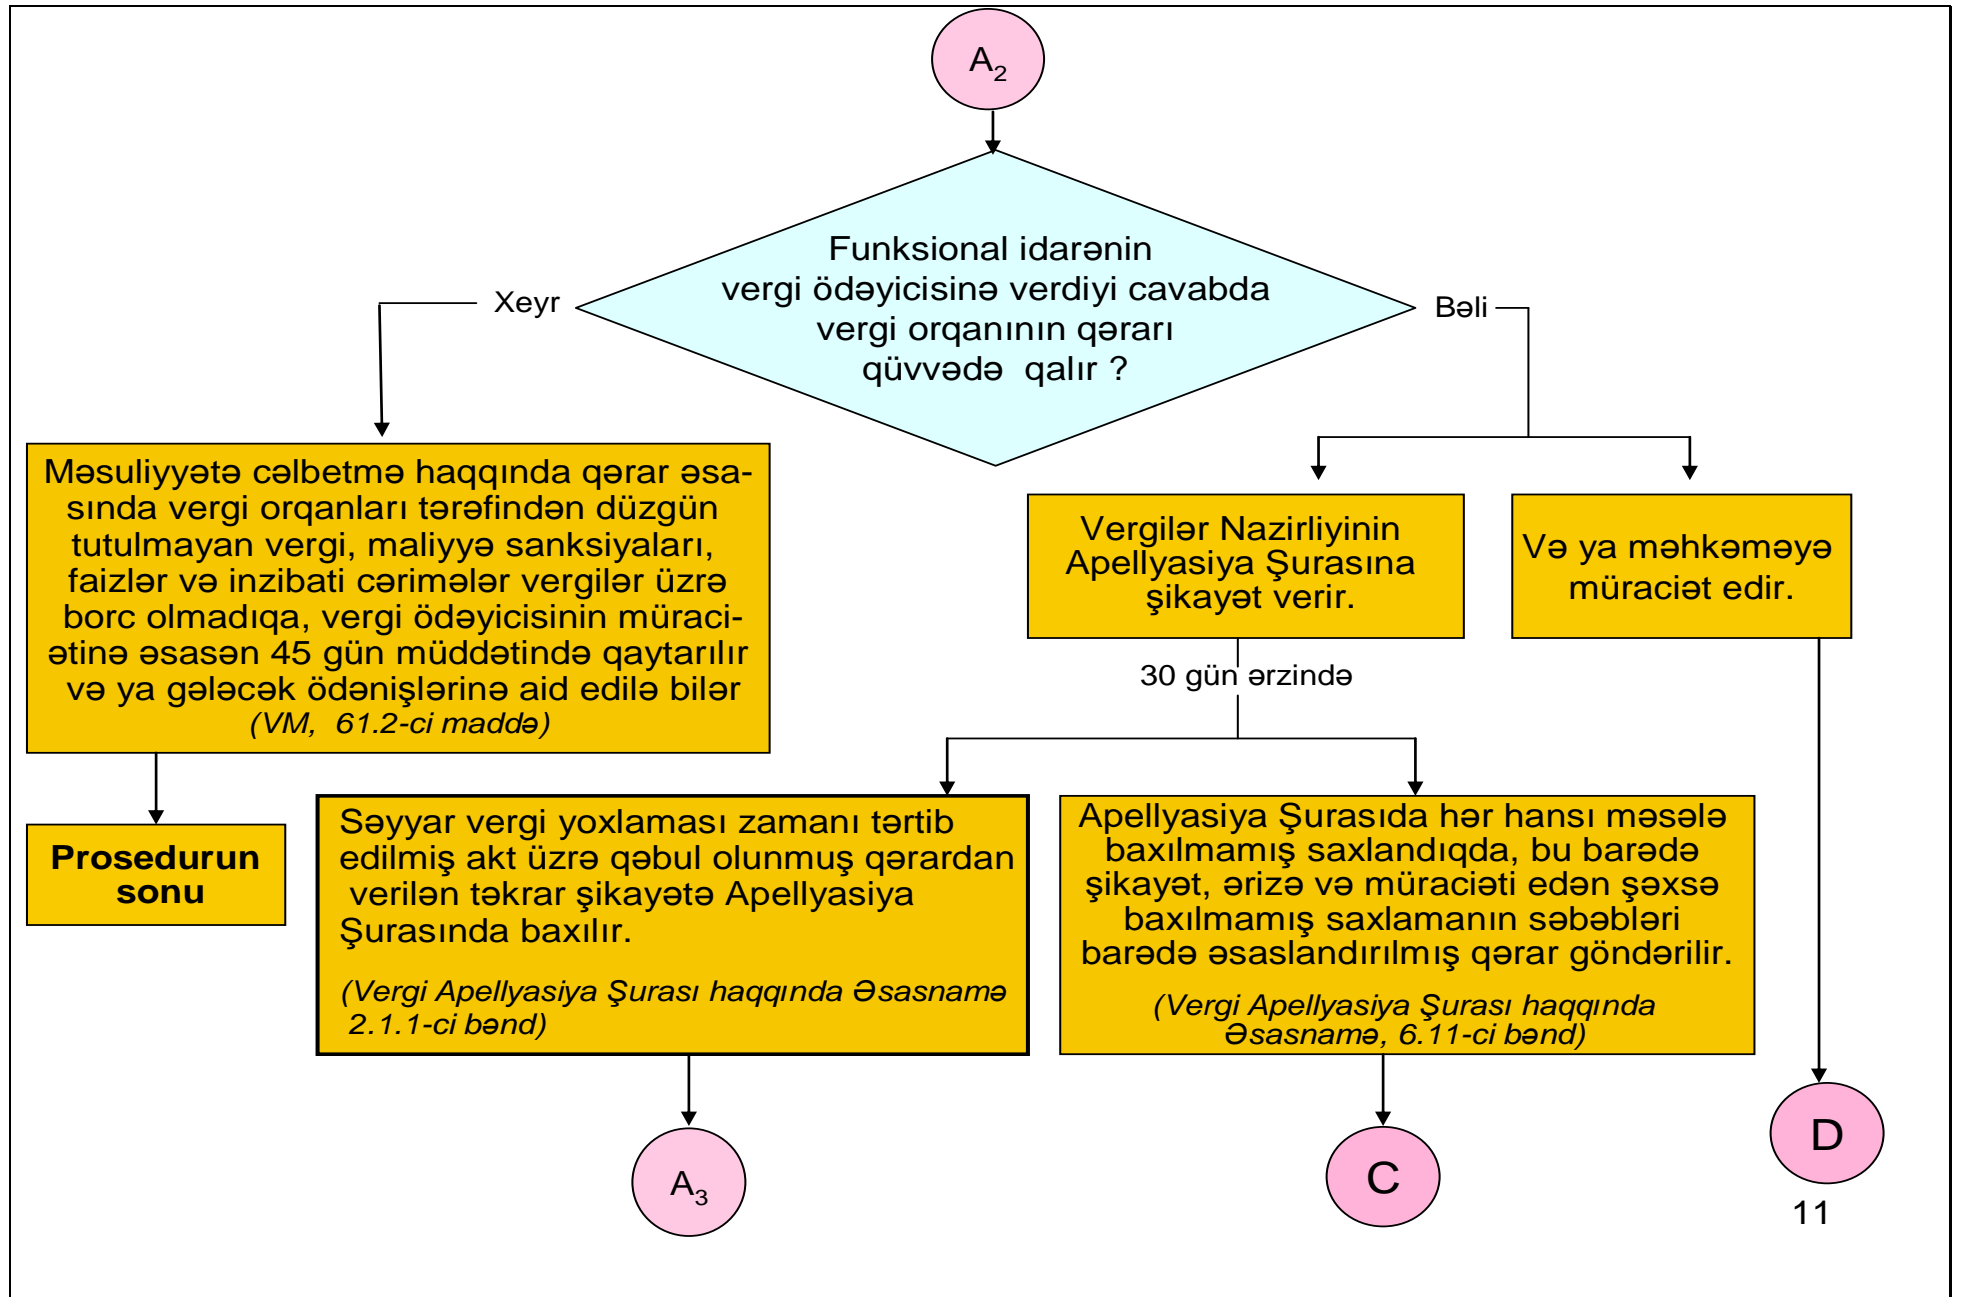 A₂
Funksional idarənin
vergi ödəyicisinə verdiyi cavabda
vergi orqanının qərarı
qüvvədə qalır ?
Xeyr
Bəli
Məsuliyyətə cəlbetmə haqqında qərar əsa-
sında vergi orqanları tərəfindən düzgün
tutulmayan vergi, maliyyə sanksiyaları,
faizlər və inzibati cərimələr vergilər üzrə
borc olmadıqa, vergi ödəyicisinin müraci-
ətinə əsasən 45 gün müddətində qaytarılır
və ya gələcək ödənişlərinə aid edilə bilər
(VM, 61.2-ci maddə)
Vergilər Nazirliyinin
Apellyasiya Şurasına
şikayət verir.
Və ya məhkəməyə
müraciət edir.
30 gün ərzində
Prosedurun
sonu
Səyyar vergi yoxlaması zamanı tərtib
edilmiş akt üzrə qəbul olunmuş qərardan
verilən təkrar şikayətə Apellyasiya
Şurasında baxılır.
(Vergi Apellyasiya Şurası haqqında Əsasnamə
2.1.1-ci bənd)
Apellyasiya Şurasıda hər hansı məsələ
baxılmamış saxlandıqda, bu barədə
şikayət, ərizə və müraciəti edən şəxsə
baxılmamış saxlamanın səbəbləri
barədə əsaslandırılmış qərar göndərilir.
(Vergi Apellyasiya Şurası haqqında
Əsasnamə, 6.11-ci bənd)
A₃
C
D
11